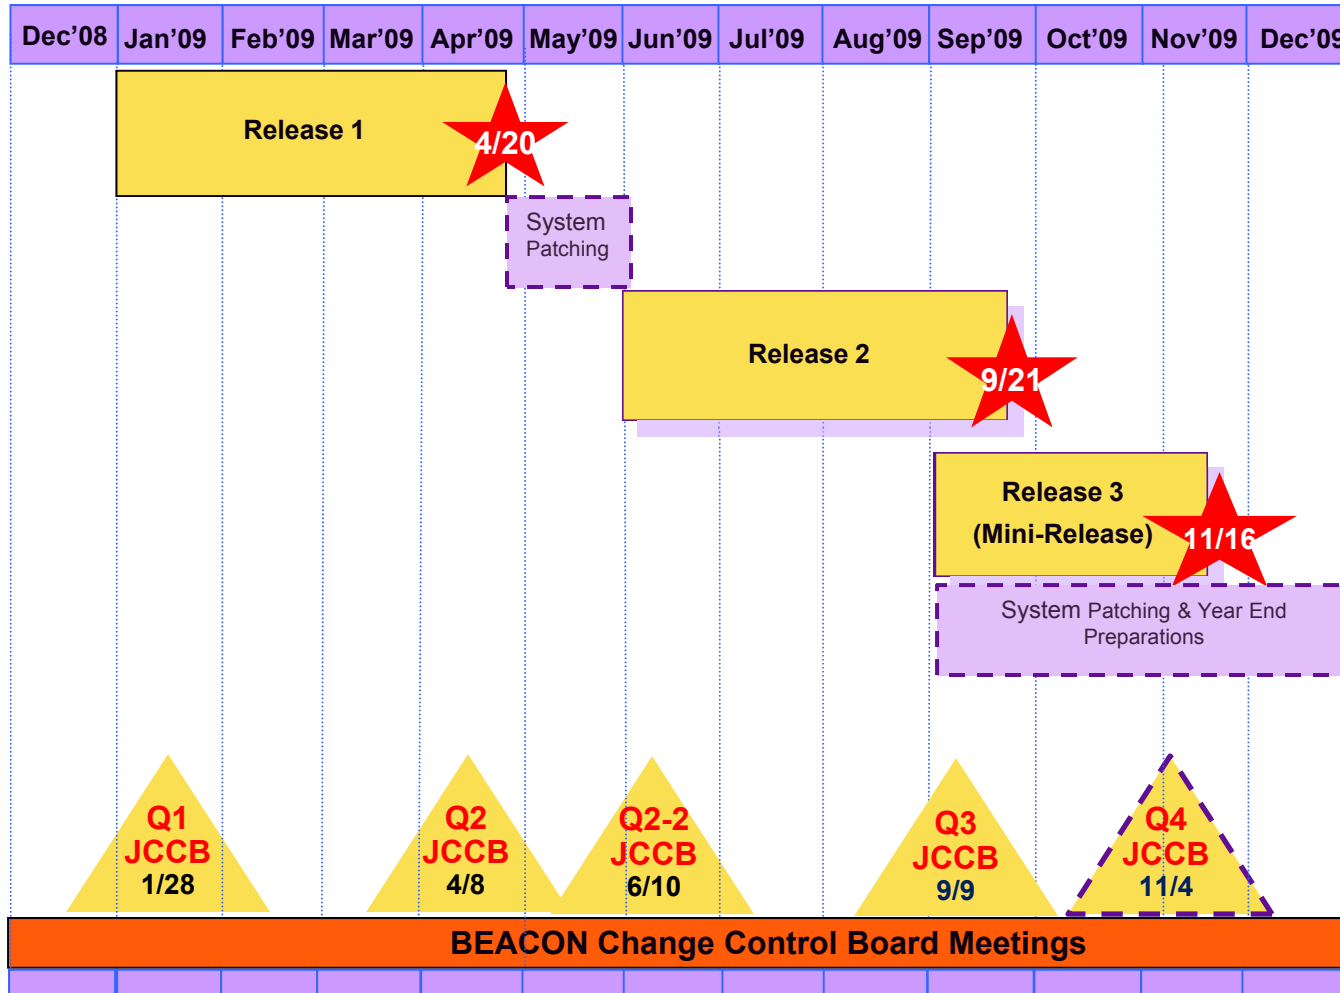 Dec’08 Jan’09 Feb’09 Mar’09 Apr’09 May’09 Jun’09 Jul’09 Aug’09 Sep’09 Oct’09 Nov’09 Dec’09
Release 1
4/20
System
Patching
Release 2
9/21
Release 3
(Mini-Release)
11/16
System Patching & Year End
Preparations
Q1
JCCB
1/28
Q2
JCCB
4/8
Q2-2
JCCB
6/10
Q3
JCCB
9/9
Q4
JCCB
11/4
BEACON Change Control Board Meetings